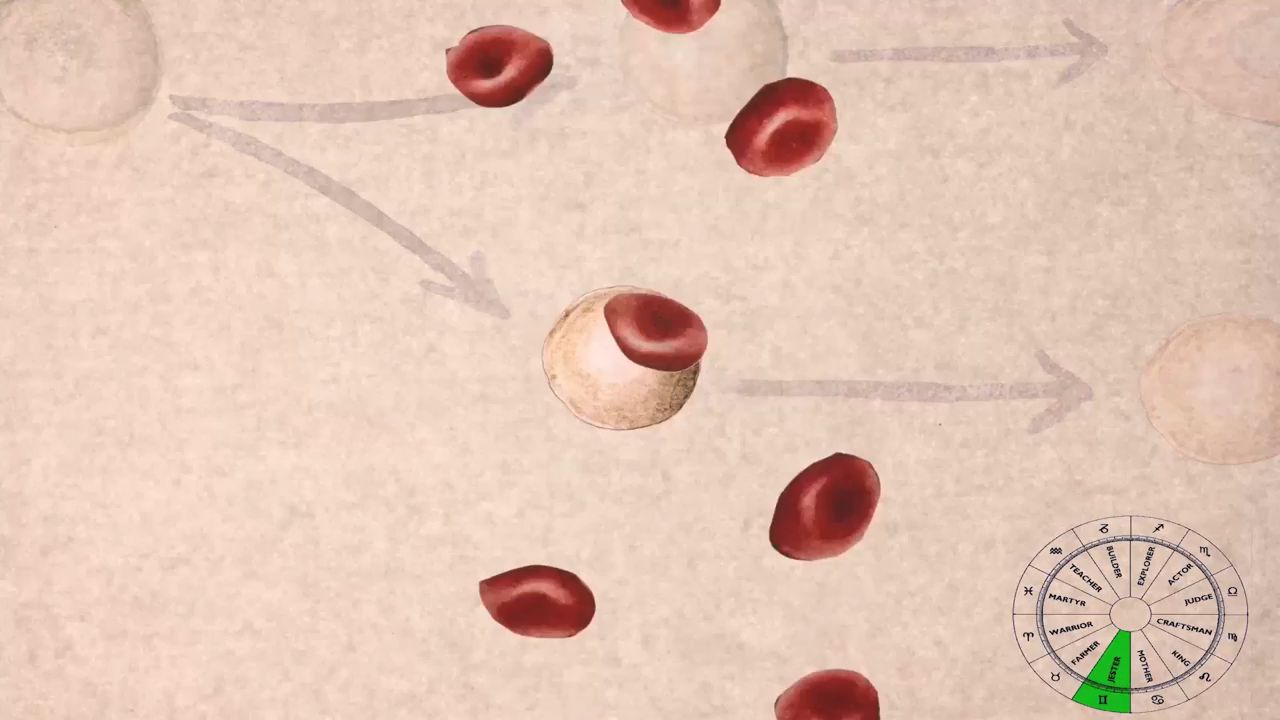 ♑ ♐
♒ ♏
BUILDER EXPLORER
TEACHER ACTOR
♓ MARTYR JUDGE ♎
♈ WARRIOR CRAFTSMAN ♍
FARMER KING
JESTER MOTHER
♉ ♌
♊ ♋